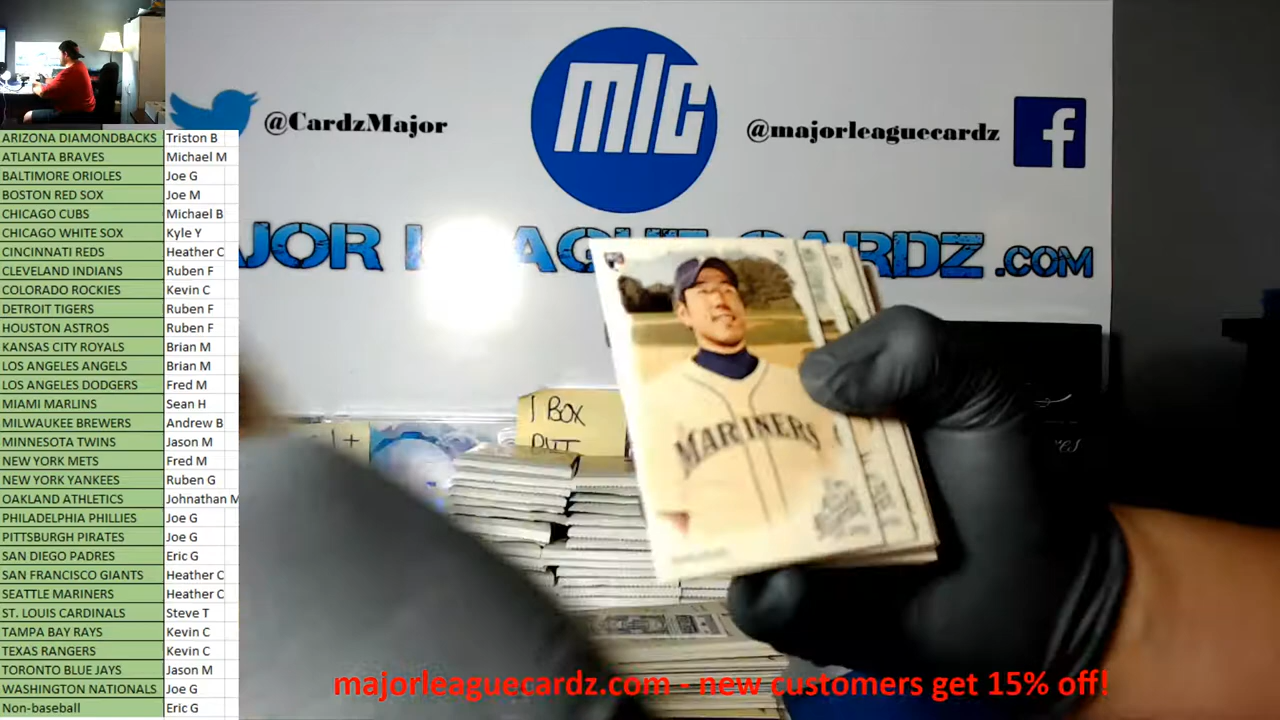 @CardzMajor
mlc
@majorleaguecardz
f
JOR LEAGUE CARDZ.COM
ARIZONA DIAMONDBACKS Triston B
ATLANTA BRAVES Michael M
BALTIMORE ORIOLES Joe G
BOSTON RED SOX Joe M
CHICAGO CUBS Michael B
CHICAGO WHITE SOX Kyle Y
CINCINNATI REDS Heather C
CLEVELAND INDIANS Ruben F
COLORADO ROCKIES Kevin C
DETROIT TIGERS Ruben F
HOUSTON ASTROS Ruben F
KANSAS CITY ROYALS Brian M
LOS ANGELES ANGELS Brian M
LOS ANGELES DODGERS Fred M
MIAMI MARLINS Sean H
MILWAUKEE BREWERS Andrew B
MINNESOTA TWINS Jason M
NEW YORK METS Fred M
NEW YORK YANKEES Ruben G
OAKLAND ATHLETICS Johnathan M
PHILADELPHIA PHILLIES Joe G
PITTSBURGH PIRATES Joe G
SAN DIEGO PADRES Eric G
SAN FRANCISCO GIANTS Heather C
SEATTLE MARINERS Heather C
ST. LOUIS CARDINALS Steve T
TAMPA BAY RAYS Kevin C
TEXAS RANGERS Kevin C
TORONTO BLUE JAYS Jason M
WASHINGTON NATIONALS Joe G
Non-baseball Eric G
1 BOX
MARINERS
majorleaguecardz.com - new customers get 15% off!